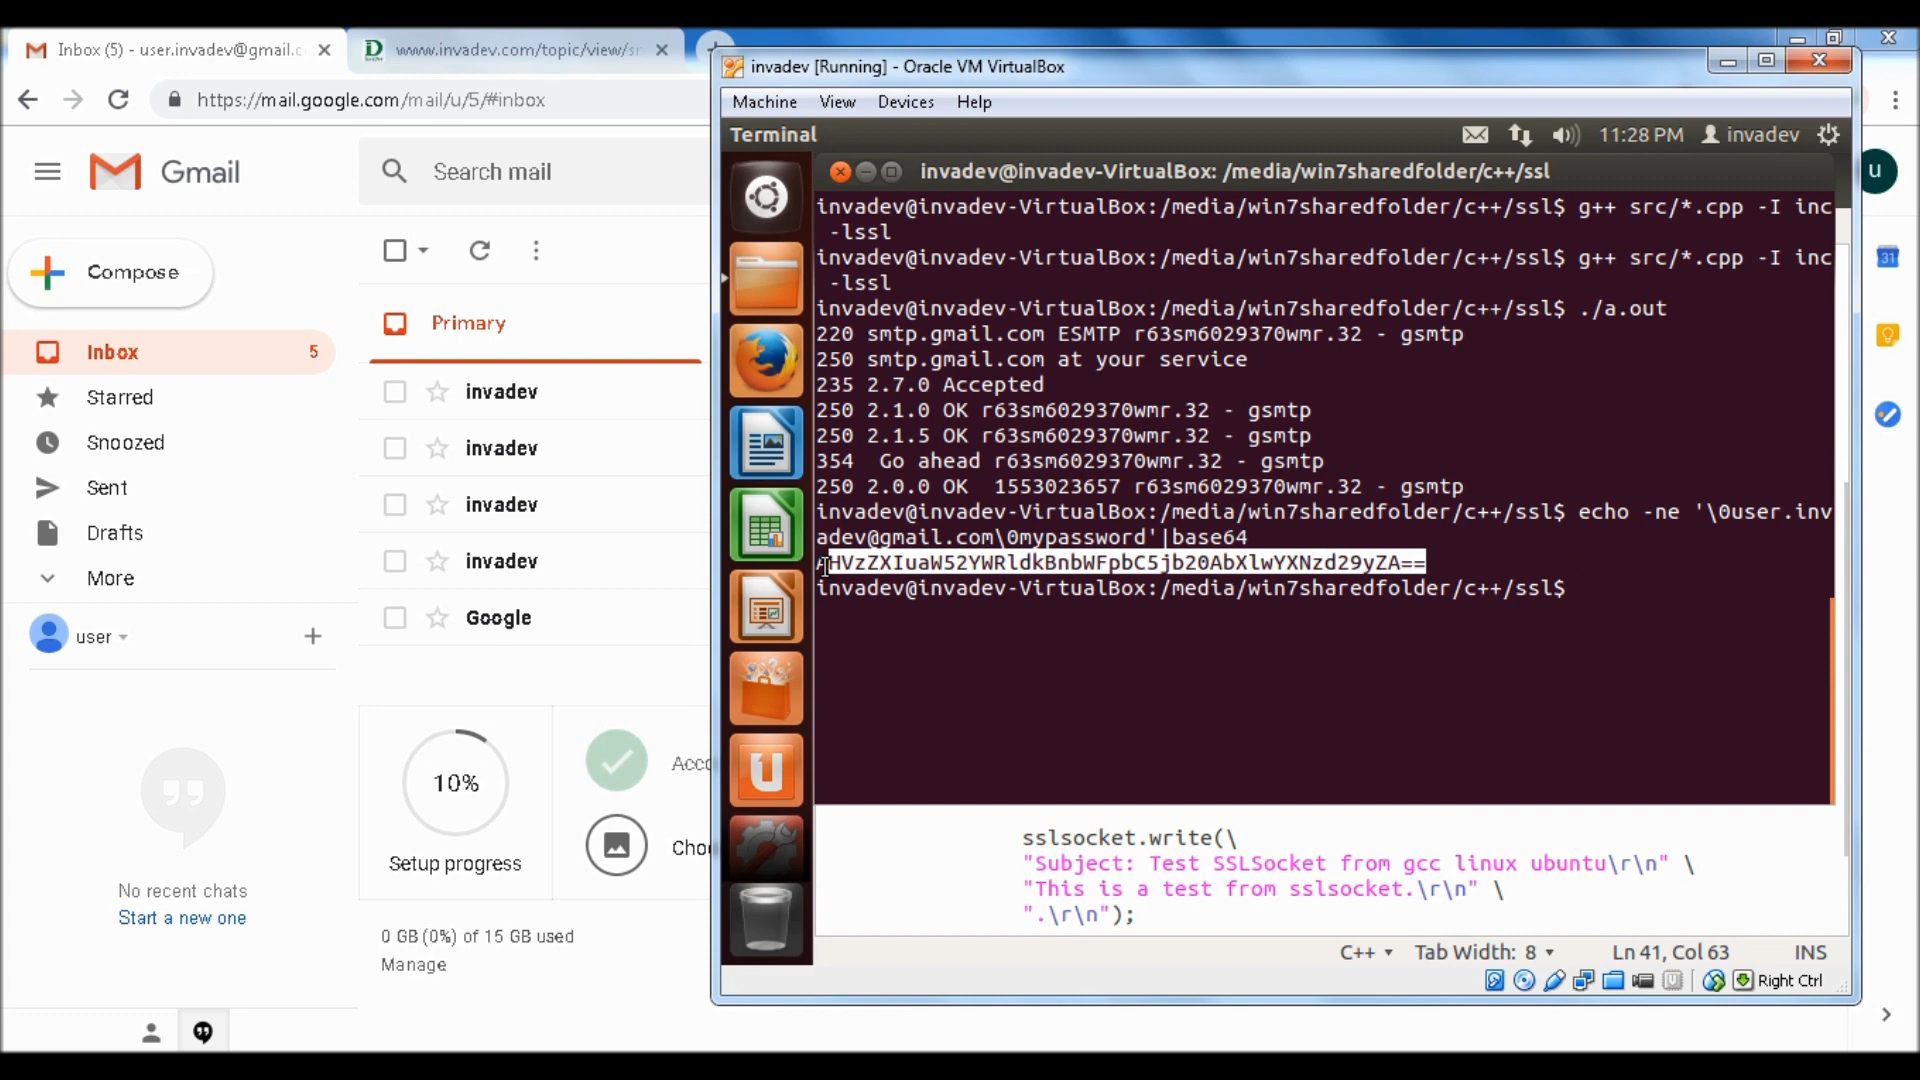 Inbox (5) - user.invadev@gmail.c
www.invadev.com/topic/view/
https://mail.google.com/mail/u/5/#inbox
Gmail
Search mail
Compose
Inbox 5
Starred
Snoozed
Sent
Drafts
More
user
No recent chats
Start a new one
Primary
invadev
invadev
invadev
invadev
Google
10%
Setup progress
Acco
Choo
0 GB (0%) of 15 GB used
Manage
invadev [Running] - Oracle VM VirtualBox
Machine View Devices Help
Terminal 11:28 PM invadev
invadev@invadev-VirtualBox: /media/win7sharedfolder/c++/ssl
invadev@invadev-VirtualBox:/media/win7sharedfolder/c++/ssl$ g++ src/*.cpp -I inc
-lssl
invadev@invadev-VirtualBox:/media/win7sharedfolder/c++/ssl$ g++ src/*.cpp -I inc
-lssl
invadev@invadev-VirtualBox:/media/win7sharedfolder/c++/ssl$ ./a.out
220 smtp.gmail.com ESMTP r63sm6029370wmr.32 - gsmtp
250 smtp.gmail.com at your service
235 2.7.0 Accepted
250 2.1.0 OK r63sm6029370wmr.32 - gsmtp
250 2.1.5 OK r63sm6029370wmr.32 - gsmtp
354  Go ahead r63sm6029370wmr.32 - gsmtp
250 2.0.0 OK  1553023657 r63sm6029370wmr.32 - gsmtp
invadev@invadev-VirtualBox:/media/win7sharedfolder/c++/ssl$ echo -ne '\0user.inv
adev@gmail.com\0mypassword'|base64
AHVzZXIuaW52YWRldkBnbWFpbC5jb20AbXlwYXNzd29yZA==
invadev@invadev-VirtualBox:/media/win7sharedfolder/c++/ssl$
sslsocket.write(\
"Subject: Test SSLSocket from gcc linux ubuntu\r\n" \
"This is a test from sslsocket.\r\n" \
".\r\n");
C++ Tab Width: 8 Ln 41, Col 63 INS
Right Ctrl
u
31